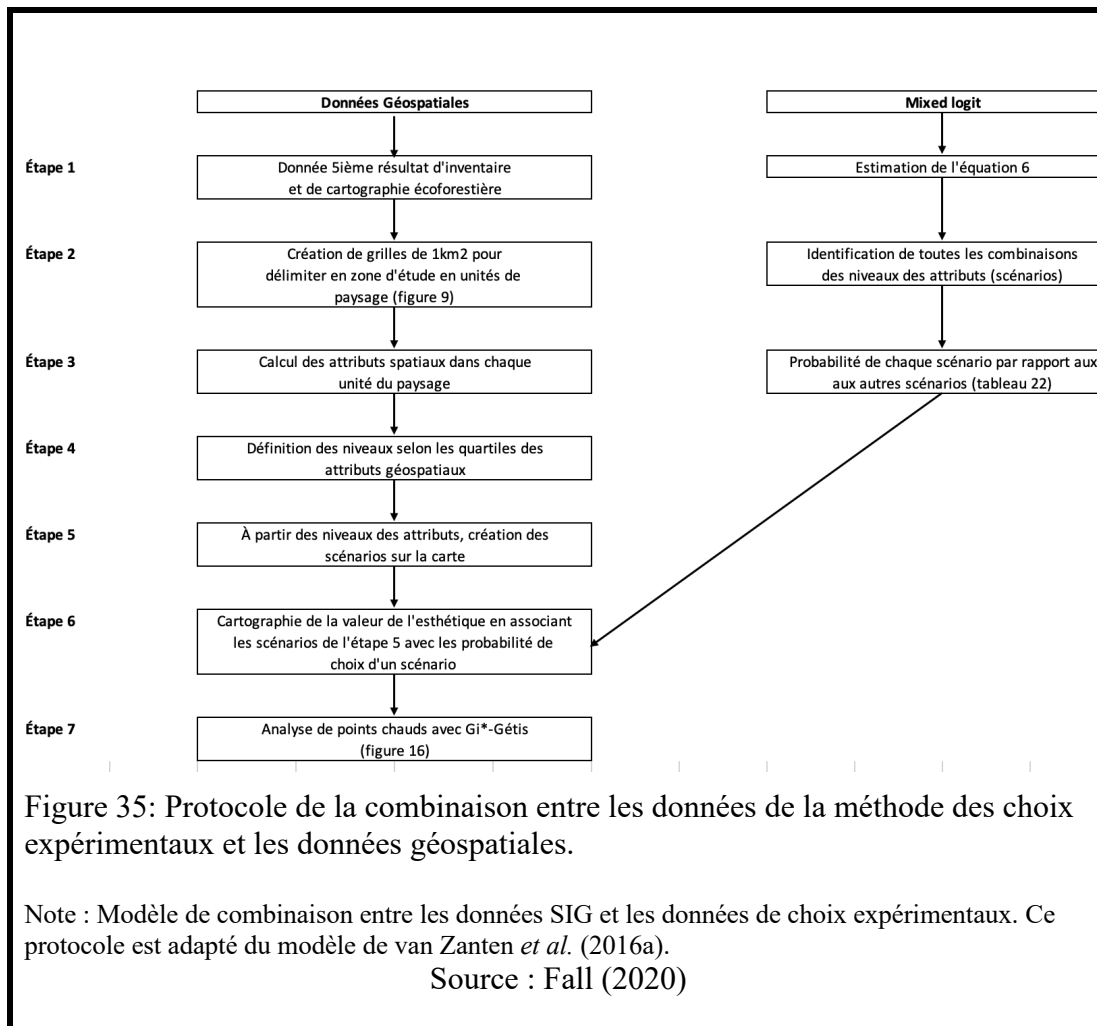 Données Géospatiales
Mixed logit
Étape 1
Donnée 5ième résultat d'inventaire
et de cartographie écoforestière
Estimation de l'équation 6
Étape 2
Création de grilles de 1km2 pour
délimiter en zone d'étude en unités de
paysage (figure 9)
Identification de toutes les combinaisons
des niveaux des attributs (scénarios)
Étape 3
Calcul des attributs spatiaux dans chaque
unité du paysage
Probabilité de chaque scénario par rapport aux
aux autres scénarios (tableau 22)
Étape 4
Définition des niveaux selon les quartiles des
attributs géospatiaux
Étape 5
À partir des niveaux des attributs, création des
scénarios sur la carte
Étape 6
Cartographie de la valeur de l'esthétique en associant
les scénarios de l'étape 5 avec les probabilité de
choix d'un scénario
Étape 7
Analyse de points chauds avec Gi*-Gétis
(figure 16)
Figure 35: Protocole de la combinaison entre les données de la méthode des choix
expérimentaux et les données géospatiales.
Note : Modèle de combinaison entre les données SIG et les données de choix expérimentaux. Ce
protocole est adapté du modèle de van Zanten et al. (2016a).
Source : Fall (2020)